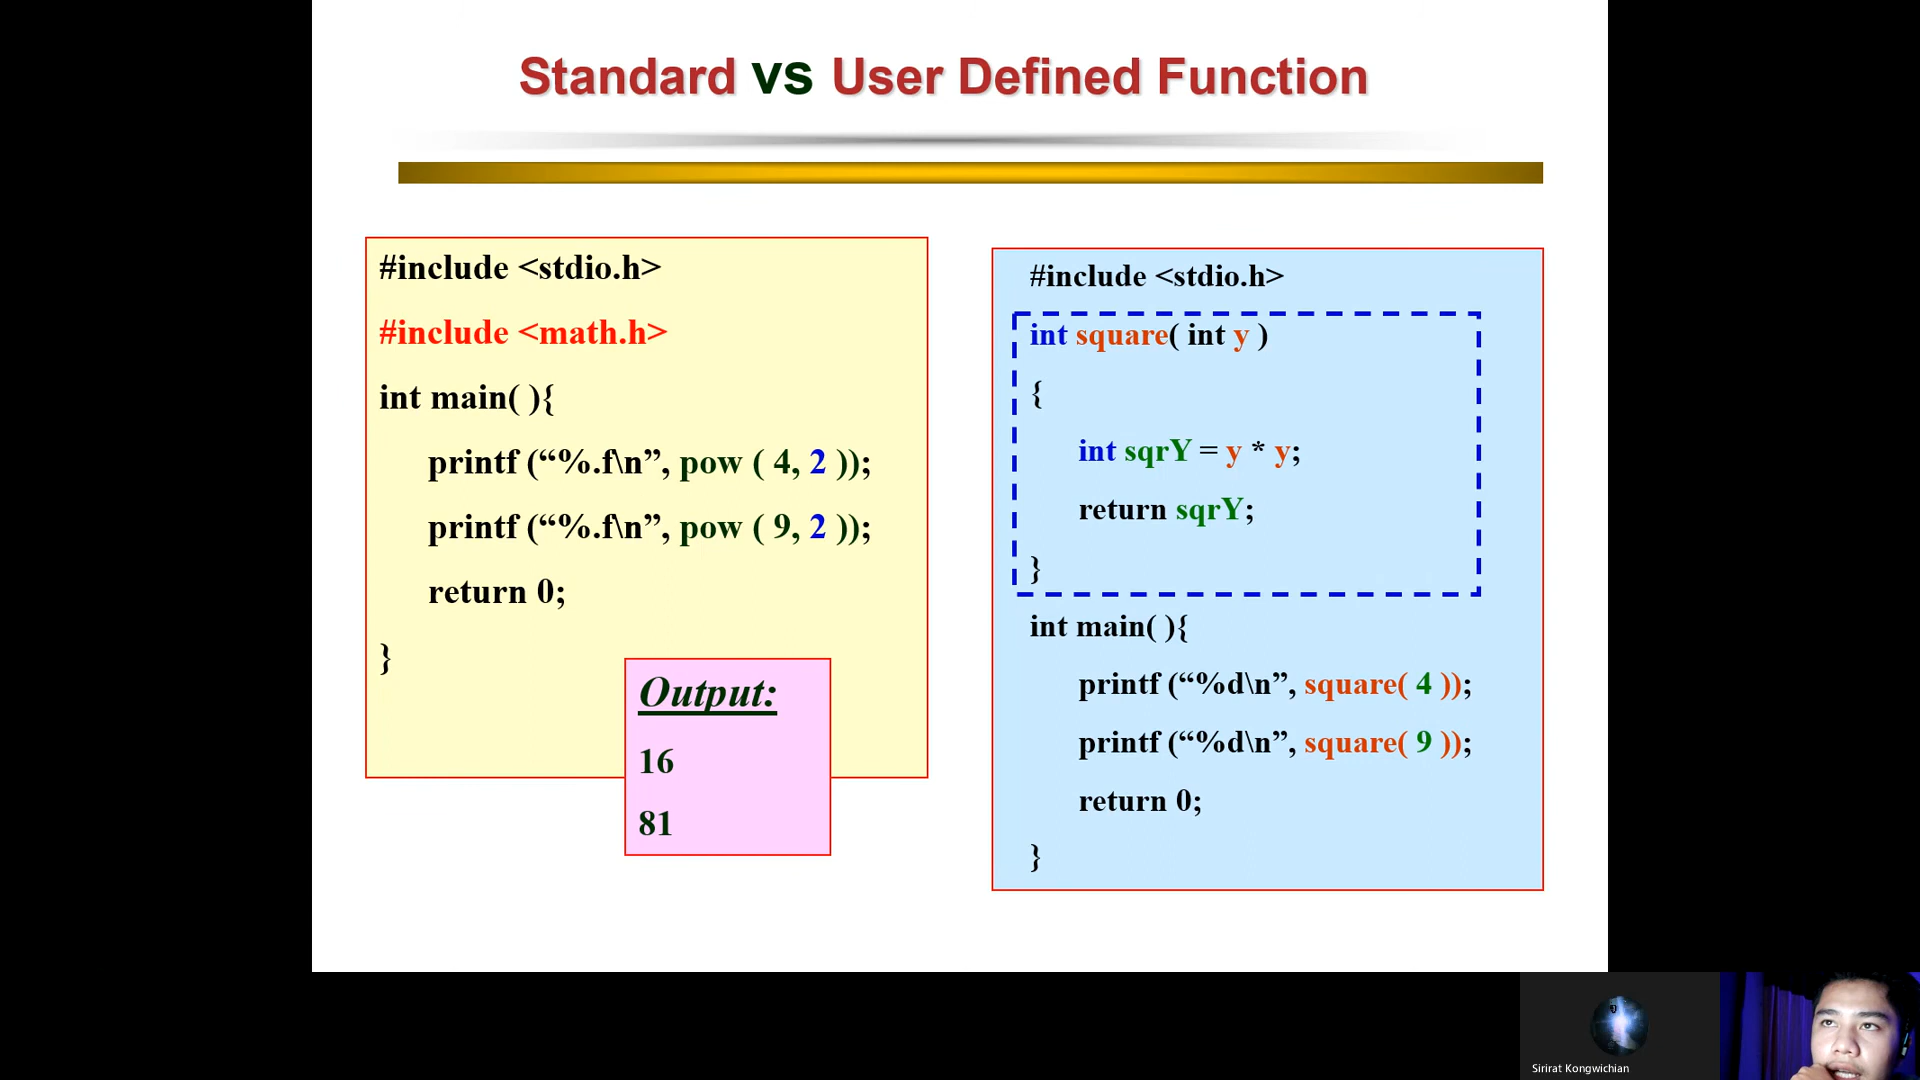 Standard vs User Defined Function
#include <stdio.h>
#include <math.h>
int main( ){
printf (“%.f\n”, pow ( 4, 2 ));
printf (“%.f\n”, pow ( 9, 2 ));
return 0;
}
Output:
16
81
#include <stdio.h>
int square( int y )
{
int sqrY = y * y;
return sqrY;
}
int main( ){
printf (“%d\n”, square( 4 ));
printf (“%d\n”, square( 9 ));
return 0;
}
Sirirat Kongwichian